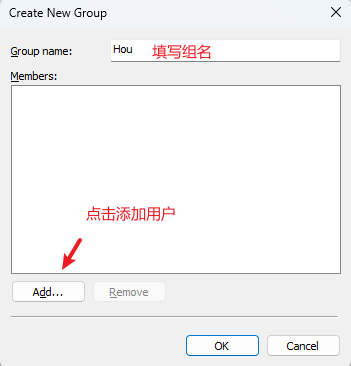 Create New Group
Group name:
Hou 填写组名
Members:
点击添加用户
Add...
Remove
OK
Cancel